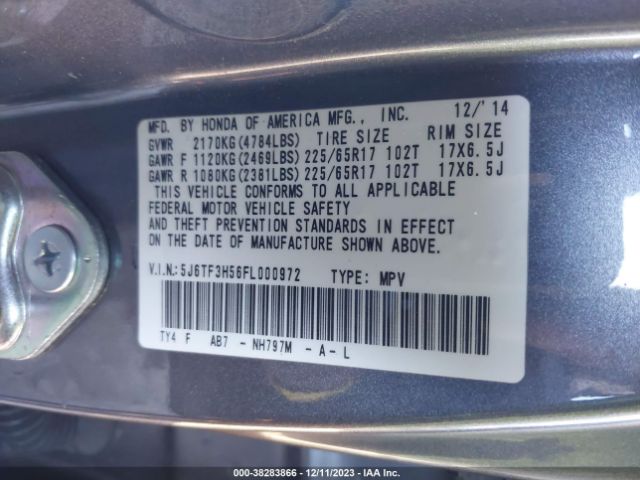 MFD. BY HONDA OF AMERICA MFG., INC. 12/'14
GVWR 2170KG(4784LBS) TIRE SIZE RIM SIZE
GAWR F 1120KG(2469LBS) 225/65R17 102T 17X6.5J
GAWR R 1080KG(2381LBS) 225/65R17 102T 17X6.5J
THIS VEHICLE CONFORMS TO ALL APPLICABLE
FEDERAL MOTOR VEHICLE SAFETY
AND THEFT PREVENTION STANDARDS IN EFFECT
ON THE DATE OF MANUFACTURE SHOWN ABOVE.
V.I.N.:5J6TF3H56FL000972 TYPE: MPV
TY4 F AB7 - NH797M - A - L
000-38283866 - 12/11/2023 - IAA Inc.